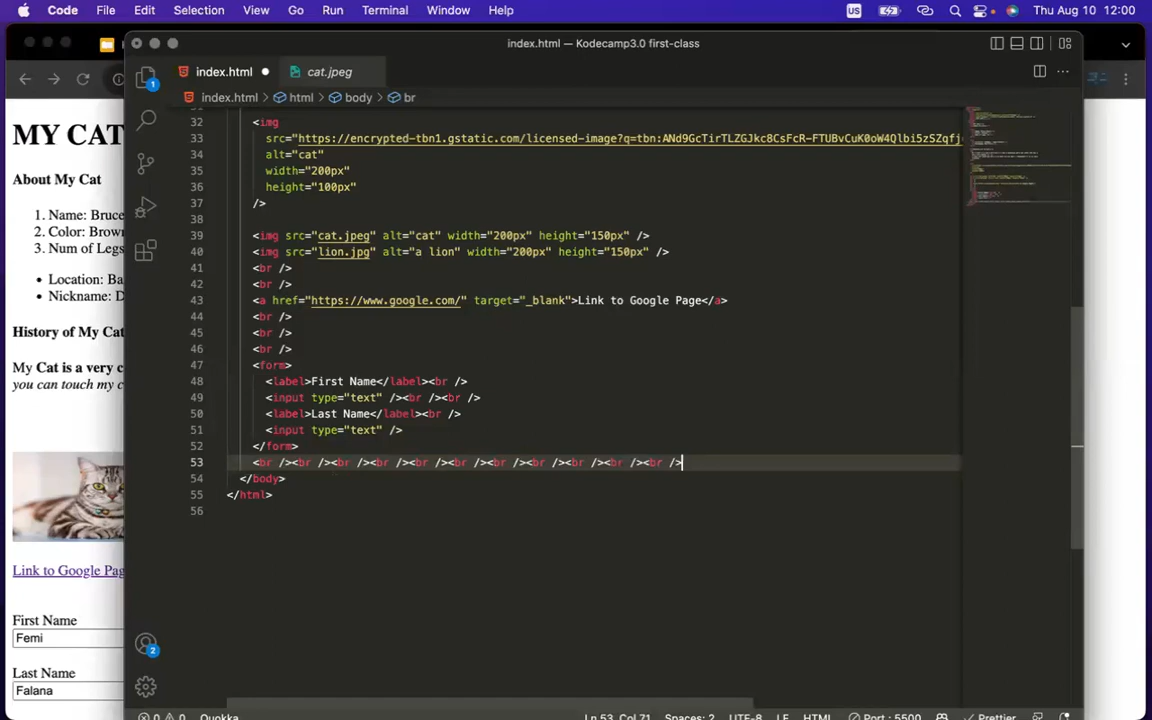 Code File Edit Selection View Go Run Terminal Window Help US Thu Aug 10 12:00
index.html — Kodecamp3.0 first-class
index.html cat.jpeg
index.html > html > body > br
32 <img
33 src="https://encrypted-tbn1.gstatic.com/licensed-image?q=tbn:ANd9GcTirTLZGJkc8CsFcR-FTUBvCuK0oW4Qlbi5zSZqfj
34 alt="cat"
35 width="200px"
36 height="100px"
37 />
38
39 <img src="cat.jpeg" alt="cat" width="200px" height="150px" />
40 <img src="lion.jpg" alt="a lion" width="200px" height="150px" />
41 <br />
42 <br />
43 <a href="https://www.google.com/" target="_blank">Link to Google Page</a>
44 <br />
45 <br />
46 <br />
47 <form>
48 <label>First Name</label><br />
49 <input type="text" /><br /><br />
50 <label>Last Name</label><br />
51 <input type="text" />
52 </form>
53 <br /><br /><br /><br /><br /><br /><br /><br /><br /><br /><br />
54 </body>
55 </html>
56
1
2
MY CAT
About My Cat
1. Name: Bruce
2. Color: Brow
3. Num of Legs
• Location: Ba
• Nickname: D
History of My Cat
My Cat is a very c
you can touch my c
Link to Google Pag
First Name
Femi
Last Name
Falana
0 0 Quokka Ln 53, Col 71 Spaces: 2 UTF-8 LF HTML Port : 5500 Prettier